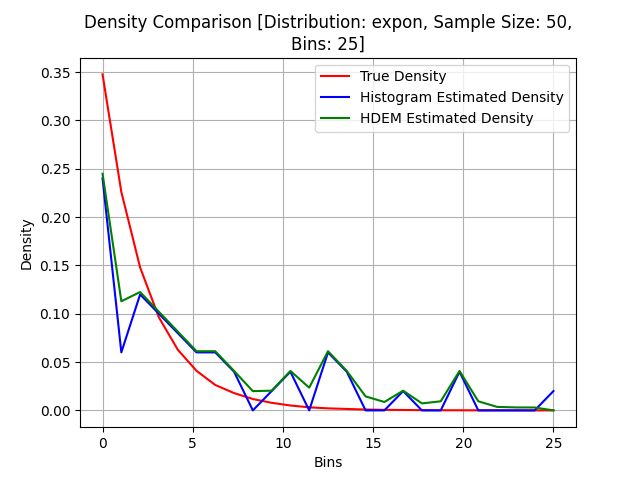 Density Comparison [Distribution: expon, Sample Size: 50,
Bins: 25]
True Density
Histogram Estimated Density
HDEM Estimated Density
Density
0.35
0.30
0.25
0.20
0.15
0.10
0.05
0.00
0 5 10 15 20 25
Bins